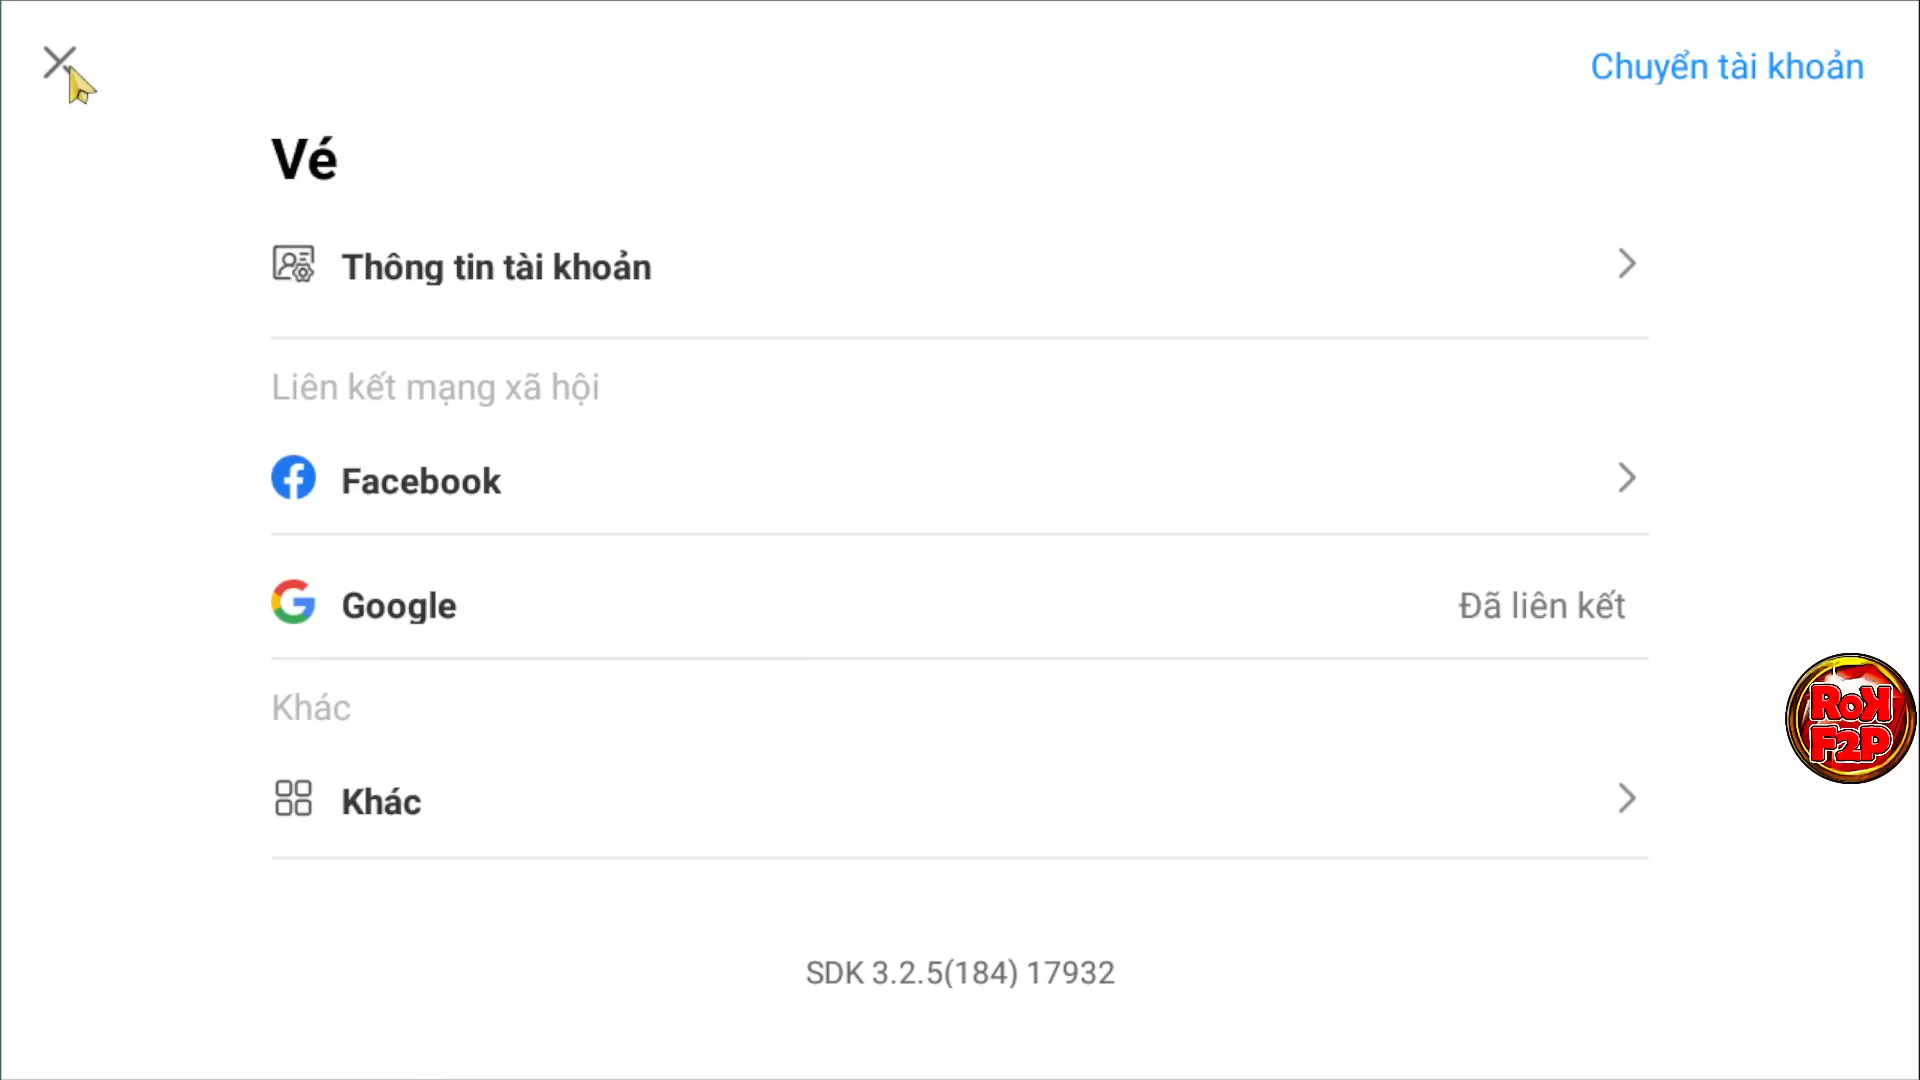 Chuyển tài khoản
Vé
Thông tin tài khoản
Liên kết mạng xã hội
Facebook
Google
Đã liên kết
Khác
Khác
SDK 3.2.5(184) 17932
RoK
F2P